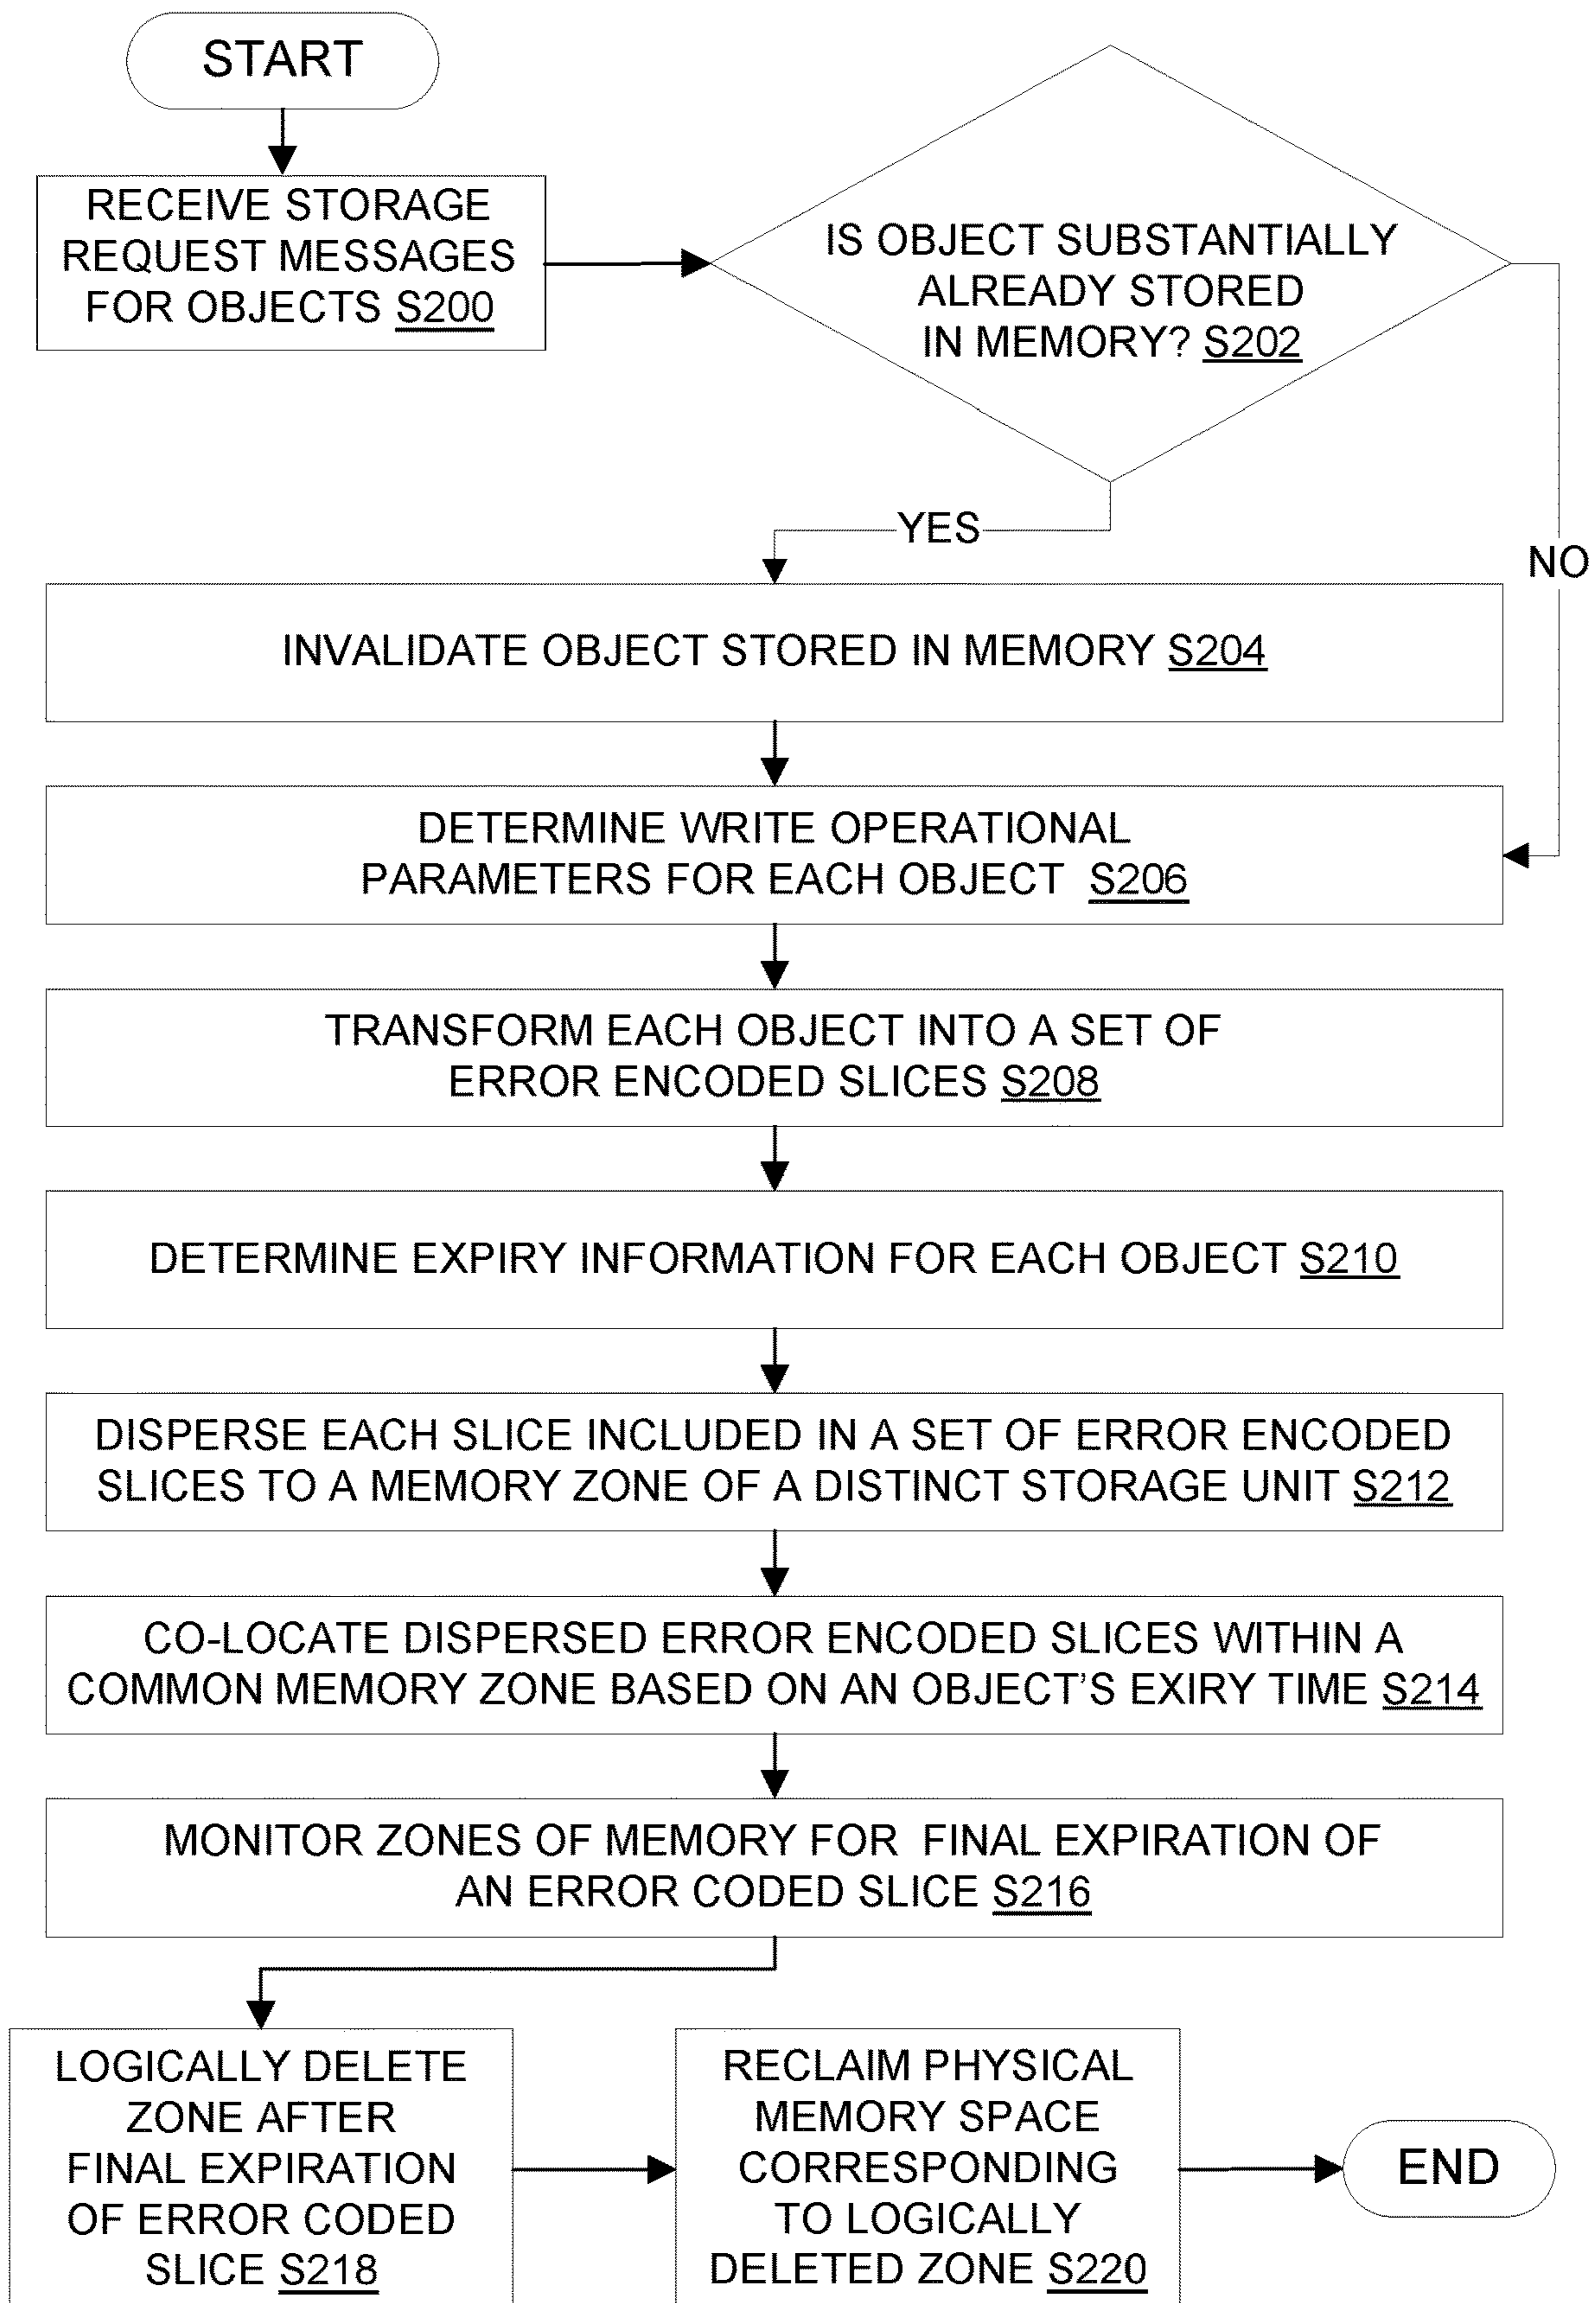 START
RECEIVE STORAGE
REQUEST MESSAGES
FOR OBJECTS S200
IS OBJECT SUBSTANTIALLY
ALREADY STORED
IN MEMORY? S202
YES
NO
INVALIDATE OBJECT STORED IN MEMORY S204
DETERMINE WRITE OPERATIONAL
PARAMETERS FOR EACH OBJECT S206
TRANSFORM EACH OBJECT INTO A SET OF
ERROR ENCODED SLICES S208
DETERMINE EXPIRY INFORMATION FOR EACH OBJECT S210
DISPERSE EACH SLICE INCLUDED IN A SET OF ERROR ENCODED
SLICES TO A MEMORY ZONE OF A DISTINCT STORAGE UNIT S212
CO-LOCATE DISPERSED ERROR ENCODED SLICES WITHIN A
COMMON MEMORY ZONE BASED ON AN OBJECT'S EXIRY TIME S214
MONITOR ZONES OF MEMORY FOR FINAL EXPIRATION OF
AN ERROR CODED SLICE S216
LOGICALLY DELETE
ZONE AFTER
FINAL EXPIRATION
OF ERROR CODED
SLICE S218
RECLAIM PHYSICAL
MEMORY SPACE
CORRESPONDING
TO LOGICALLY
DELETED ZONE S220
END